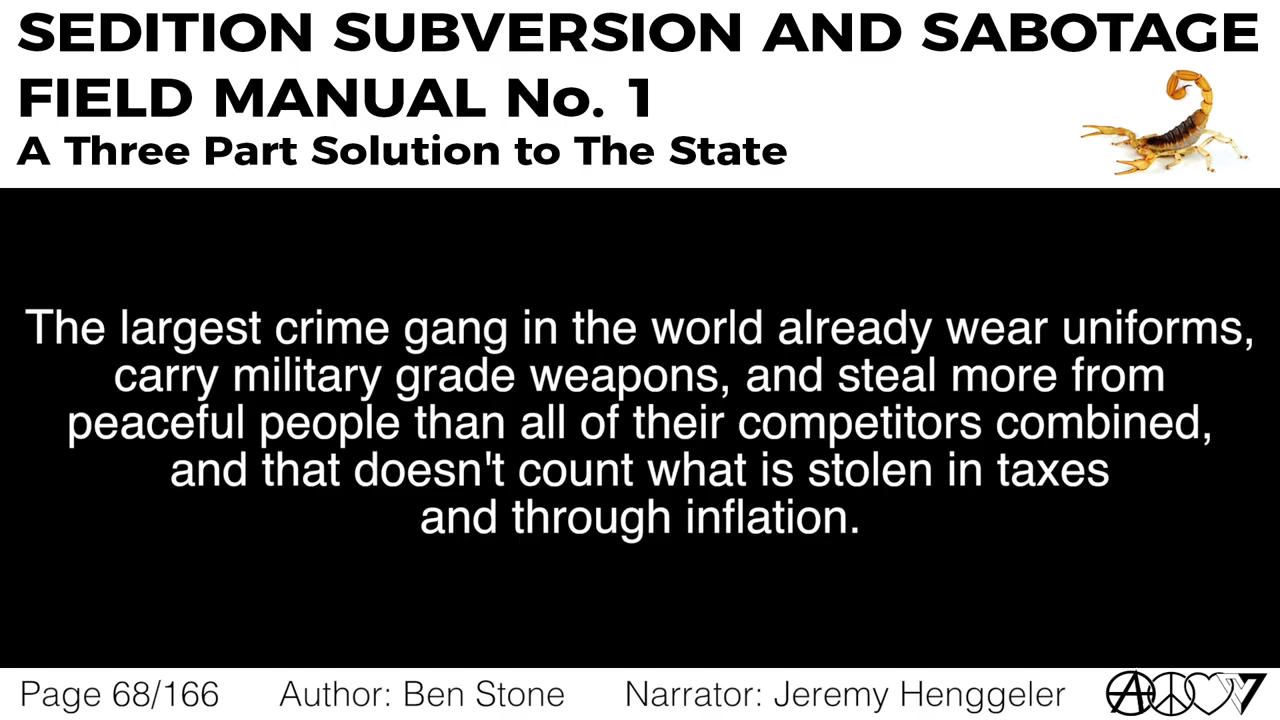 SEDITION SUBVERSION AND SABOTAGE
FIELD MANUAL No. 1
A Three Part Solution to The State
The largest crime gang in the world already wear uniforms,
carry military grade weapons, and steal more from
peaceful people than all of their competitors combined,
and that doesn't count what is stolen in taxes
and through inflation.
Page 68/166 Author: Ben Stone Narrator: Jeremy Henggeler